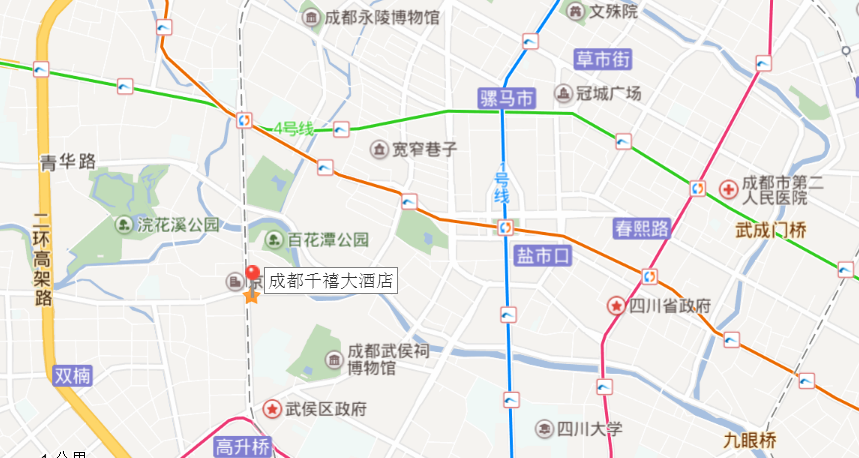 成都永陵博物馆
文殊院
草市街
骡马市
冠城广场
4号线
宽窄巷子
青华路
1号线
成都市第二
人民医院
浣花溪公园
二环高架路
百花潭公园
春熙路
武成门桥
盐市口
京
成都千禧大酒店
四川省政府
成都武侯祠
博物馆
双楠
武侯区政府
四川大学
高升桥
九眼桥
1 公里